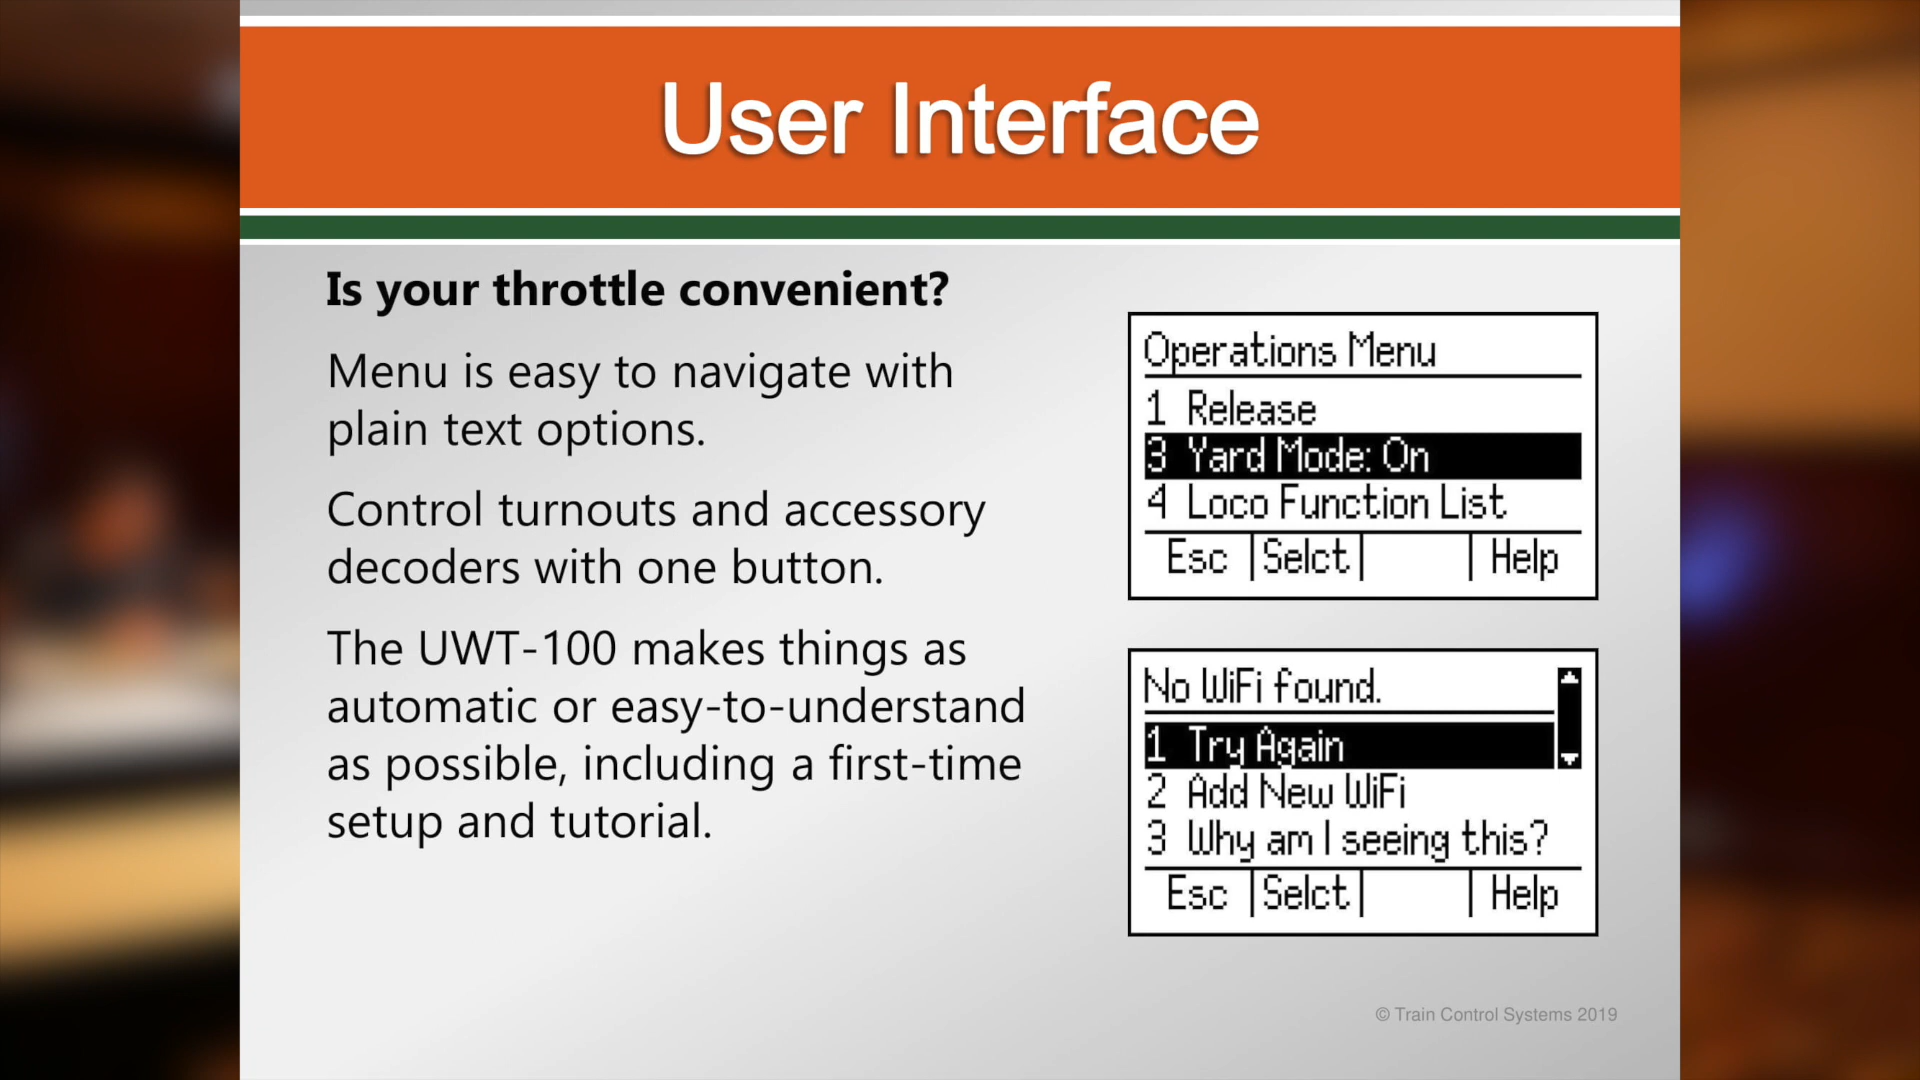 User Interface
Is your throttle convenient?
Menu is easy to navigate with
plain text options.
Control turnouts and accessory
decoders with one button.
The UWT-100 makes things as
automatic or easy-to-understand
as possible, including a first-time
setup and tutorial.
Operations Menu
1 Release
3 Yard Mode: On
4 Loco Function List
Esc | Selct | | Help
No WiFi found.
1 Try Again
2 Add New WiFi
3 Why am I seeing this?
Esc | Selct | | Help
© Train Control Systems 2019